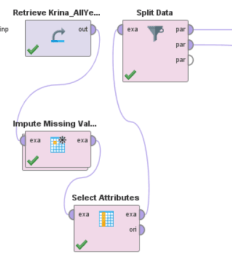 Retrieve Krina_AllYe...
Split Data
inp
out
exa
par
par
par
Impute Missing Val...
exa
exa
Select Attributes
exa
exa
ori